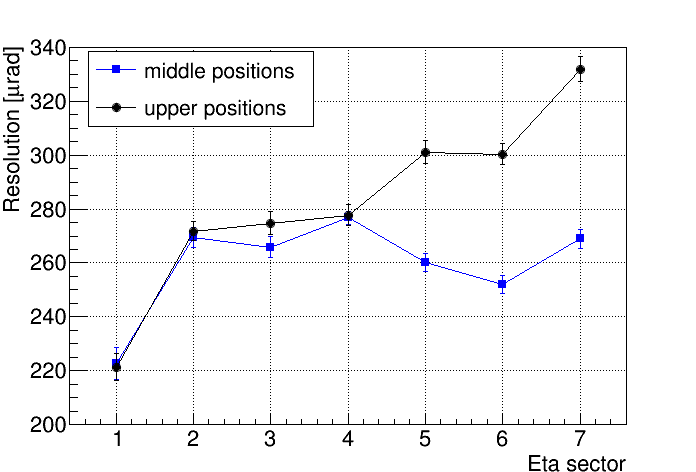 Resolution [μrad]
340
320
300
280
260
240
220
200
middle positions
upper positions
1 2 3 4 5 6 7
Eta sector